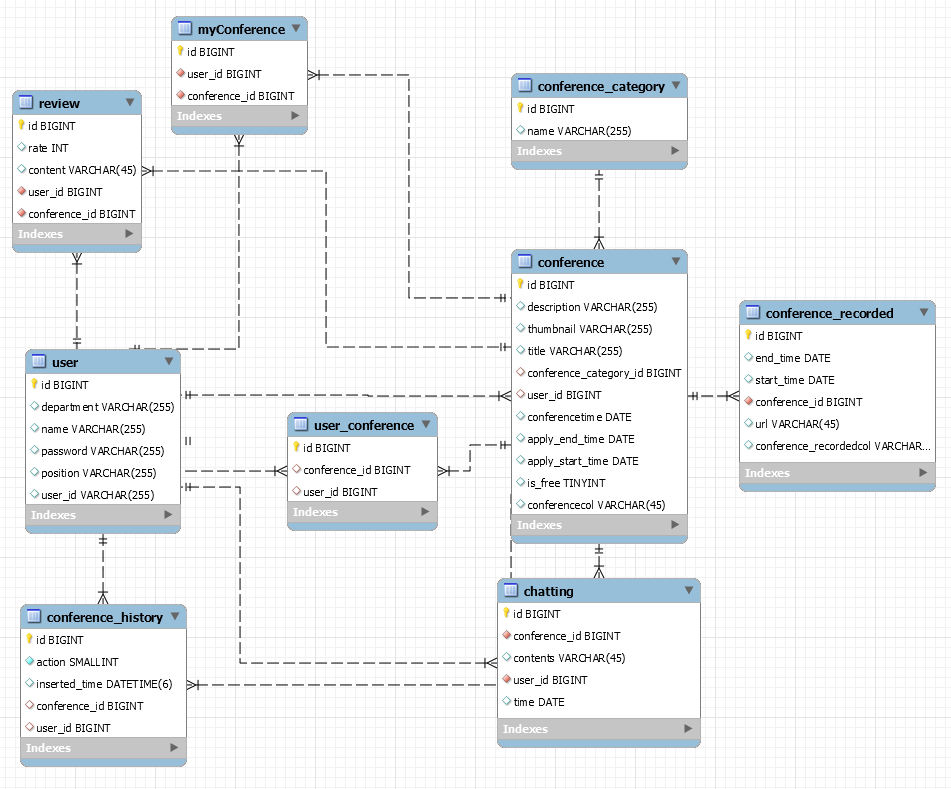 myConference
id BIGINT
user_id BIGINT
conference_id BIGINT
Indexes
review
id BIGINT
rate INT
content VARCHAR(45)
user_id BIGINT
conference_id BIGINT
Indexes
conference_category
id BIGINT
name VARCHAR(255)
Indexes
conference
id BIGINT
description VARCHAR(255)
thumbnail VARCHAR(255)
title VARCHAR(255)
conference_category_id BIGINT
user_id BIGINT
conferencetime DATE
apply_end_time DATE
apply_start_time DATE
is_free TINYINT
conferencecol VARCHAR(45)
Indexes
conference_recorded
id BIGINT
end_time DATE
start_time DATE
conference_id BIGINT
url VARCHAR(45)
conference_recordedcol VARCHAR...
Indexes
user
id BIGINT
department VARCHAR(255)
name VARCHAR(255)
password VARCHAR(255)
position VARCHAR(255)
user_id VARCHAR(255)
Indexes
user_conference
id BIGINT
conference_id BIGINT
user_id BIGINT
Indexes
conference_history
id BIGINT
action SMALLINT
inserted_time DATETIME(6)
conference_id BIGINT
user_id BIGINT
Indexes
chatting
id BIGINT
conference_id BIGINT
contents VARCHAR(45)
user_id BIGINT
time DATE
Indexes